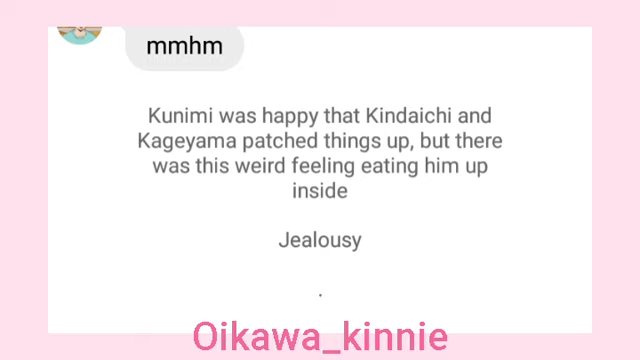 mmhm
Kunimi was happy that Kindaichi and
Kageyama patched things up, but there
was this weird feeling eating him up
inside
Jealousy
.
Oikawa_kinnie